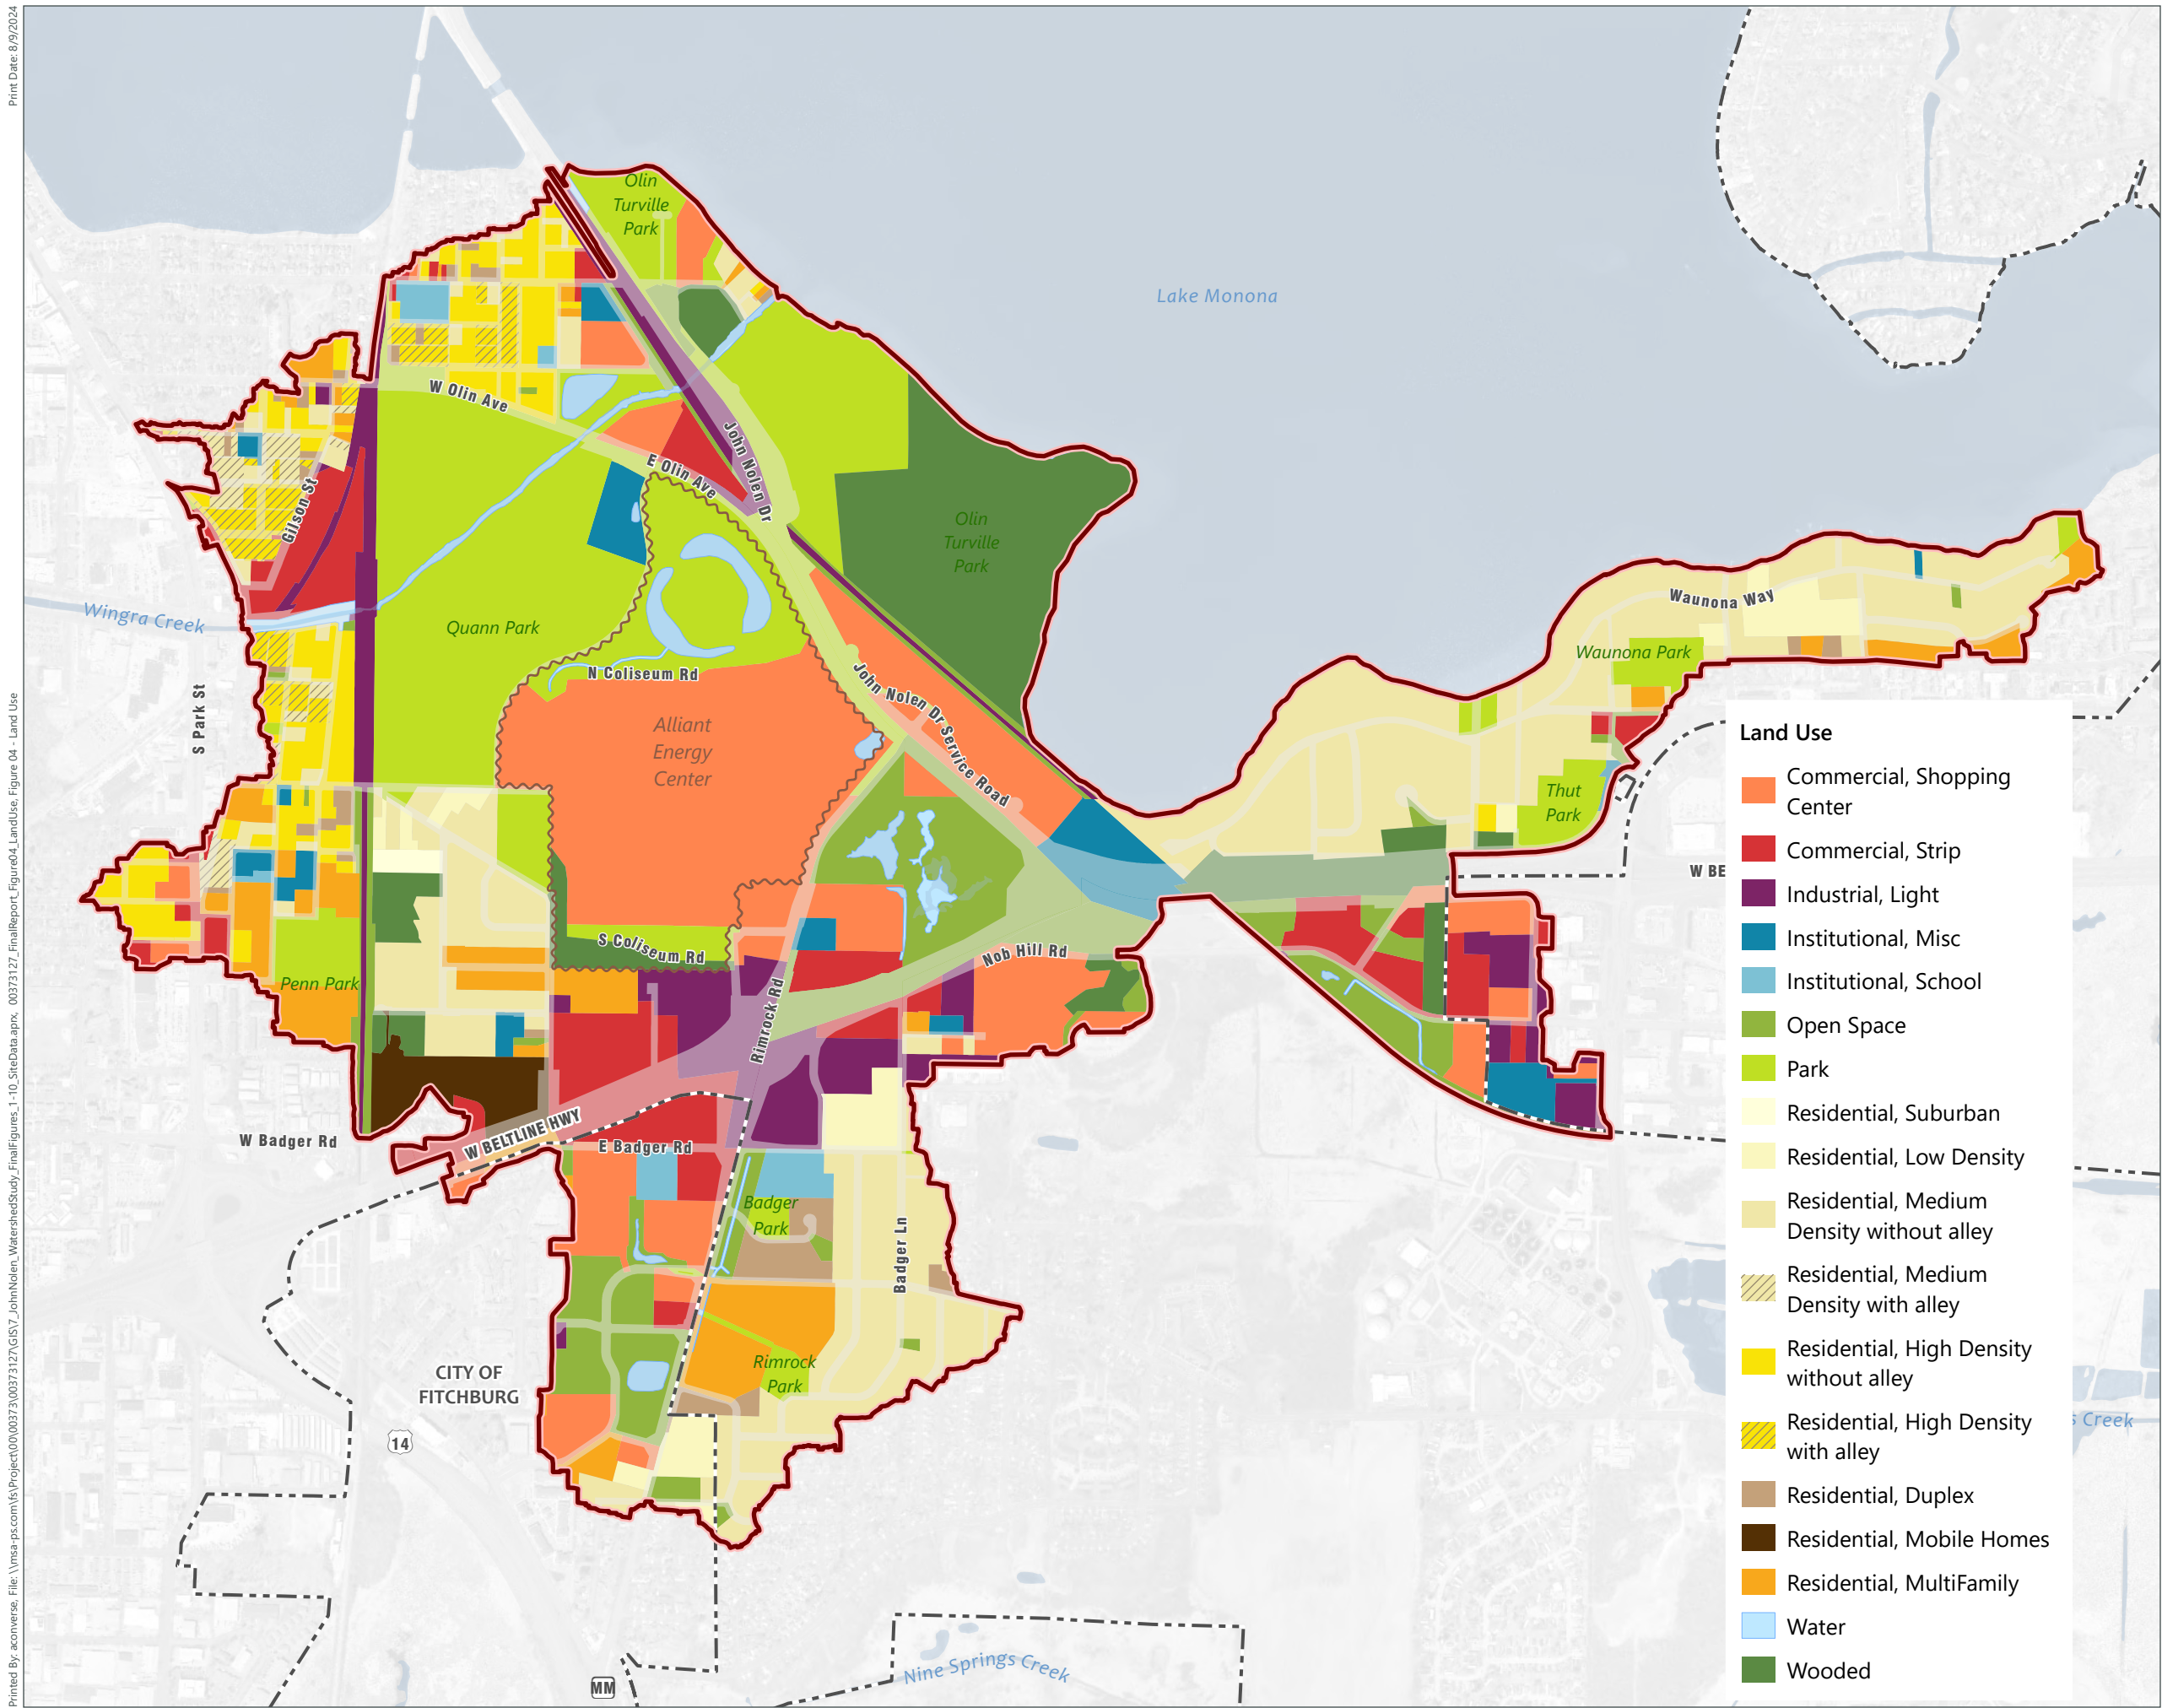 Print Date: 8/9/2024
Printed By: aconverse, File: \\msa-ps.com\fs\Project\00\00373\00373127\GIS\7_JohnNolen_WatershedStudy_FinalFigures_1-10_SiteData.aprx, 00373127_FinalReport_Figure04_LandUse, Figure 04 - Land Use
Olin
Turville
Park
Lake Monona
W Olin Ave
John Nolen Dr
E Olin Ave
Gilson St
Olin
Turville
Park
Wingra Creek
Quann Park
Waunona Way
Waunona Park
N Coliseum Rd
John Nolen Dr Service Road
S Park St
Alliant
Energy
Center
Thut
Park
W BE
S Coliseum Rd
Nob Hill Rd
Penn Park
Rimrock Rd
W Badger Rd
W BELTLINE HWY
E Badger Rd
Badger
Park
Badger Ln
Rimrock
Park
CITY OF
FITCHBURG
14
MM
Nine Springs Creek
s Creek
Land Use
Commercial, Shopping
Center
Commercial, Strip
Industrial, Light
Institutional, Misc
Institutional, School
Open Space
Park
Residential, Suburban
Residential, Low Density
Residential, Medium
Density without alley
Residential, Medium
Density with alley
Residential, High Density
without alley
Residential, High Density
with alley
Residential, Duplex
Residential, Mobile Homes
Residential, MultiFamily
Water
Wooded